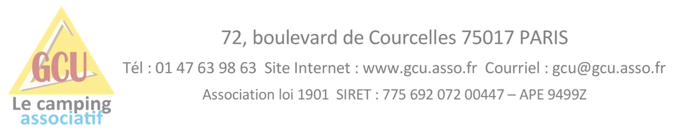 72, boulevard de Courcelles 75017 PARIS
GCU
Tél : 01 47 63 98 63 Site Internet : www.gcu.asso.fr Courriel : gcu@gcu.asso.fr
Association loi 1901 SIRET : 775 692 072 00447 – APE 9499Z
Le camping
associatif